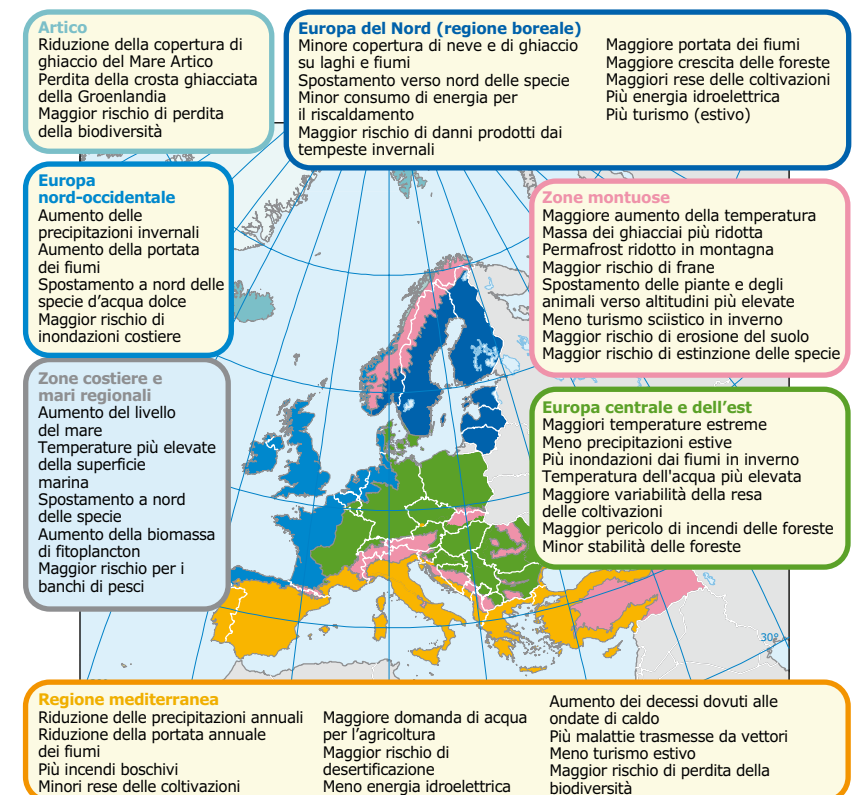 Artico
Riduzione della copertura di
ghiaccio del Mare Artico
Perdita della crosta ghiacciata
della Groenlandia
Maggior rischio di perdita
della biodiversità
Europa del Nord (regione boreale)
Minore copertura di neve e di ghiaccio
su laghi e fiumi
Spostamento verso nord delle specie
Minor consumo di energia per
il riscaldamento
Maggior rischio di danni prodotti dai
tempeste invernali
Maggiore portata dei fiumi
Maggiore crescita delle foreste
Maggiori rese delle coltivazioni
Più energia idroelettrica
Più turismo (estivo)
Europa
nord-occidentale
Aumento delle
precipitazioni invernali
Aumento della portata
dei fiumi
Spostamento a nord delle
specie d'acqua dolce
Maggior rischio di
inondazioni costiere
Zone montuose
Maggiore aumento della temperatura
Massa dei ghiacciai più ridotta
Permafrost ridotto in montagna
Maggior rischio di frane
Spostamento delle piante e degli
animali verso altitudini più elevate
Meno turismo sciistico in inverno
Maggior rischio di erosione del suolo
Maggior rischio di estinzione delle specie
Zone costiere e
mari regionali
Aumento del livello
del mare
Temperature più elevate
della superficie
marina
Spostamento a nord
delle specie
Aumento della biomassa
di fitoplancton
Maggior rischio per i
banchi di pesci
Europa centrale e dell'est
Maggiori temperature estreme
Meno precipitazioni estive
Più inondazioni dai fiumi in inverno
Temperatura dell'acqua più elevata
Maggiore variabilità della resa
delle coltivazioni
Maggior pericolo di incendi delle foreste
Minor stabilità delle foreste
30°
Regione mediterranea
Riduzione delle precipitazioni annuali
Riduzione della portata annuale
dei fiumi
Più incendi boschivi
Minori rese delle coltivazioni
Maggiore domanda di acqua
per l'agricoltura
Maggior rischio di
desertificazione
Meno energia idroelettrica
Aumento dei decessi dovuti alle
ondate di caldo
Più malattie trasmesse da vettori
Meno turismo estivo
Maggior rischio di perdita della
biodiversità